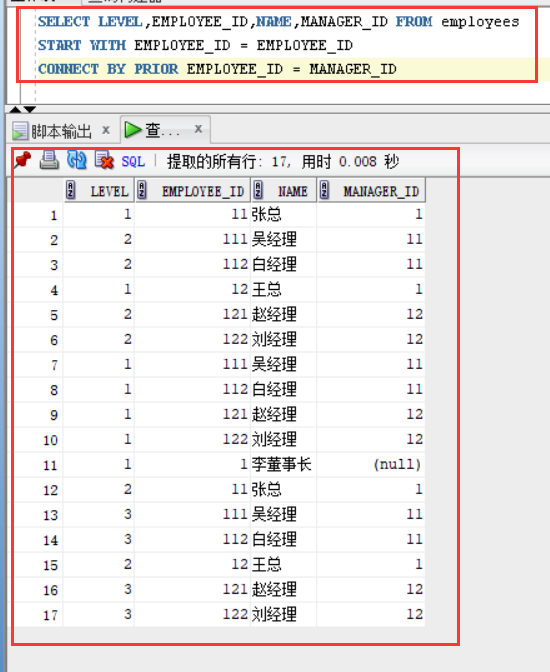 SELECT LEVEL,EMPLOYEE_ID,NAME,MANAGER_ID FROM employees
START WITH EMPLOYEE_ID = EMPLOYEE_ID
CONNECT BY PRIOR EMPLOYEE_ID = MANAGER_ID
脚本输出 x 查... x
SQL | 提取的所有行: 17, 用时 0.008 秒
LEVEL EMPLOYEE_ID NAME MANAGER_ID
1 1 11 张总 1
2 2 111 吴经理 11
3 2 112 白经理 11
4 1 12 王总 1
5 2 121 赵经理 12
6 2 122 刘经理 12
7 1 111 吴经理 11
8 1 112 白经理 11
9 1 121 赵经理 12
10 1 122 刘经理 12
11 1 1 李董事长 (null)
12 2 11 张总 1
13 3 111 吴经理 11
14 3 112 白经理 11
15 2 12 王总 1
16 3 121 赵经理 12
17 3 122 刘经理 12